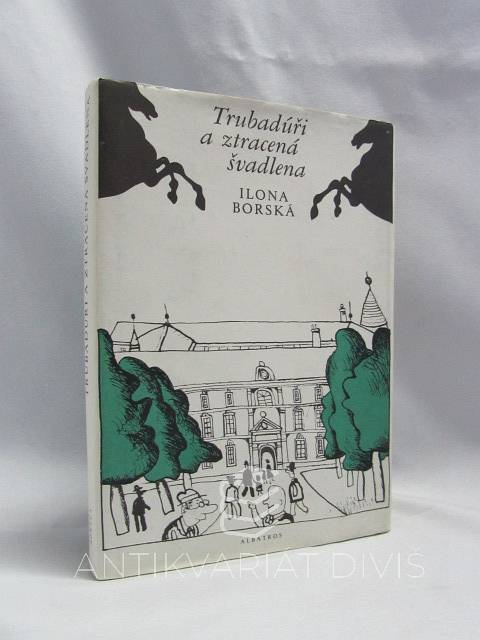 Trubadúři
a ztracená
švadlena
ILONA
BORSKÁ
TRUBADÚŘI A ZTRACENÁ ŠVADLENA
ALBATROS
ANTIKVARIÁT DIVIŠ